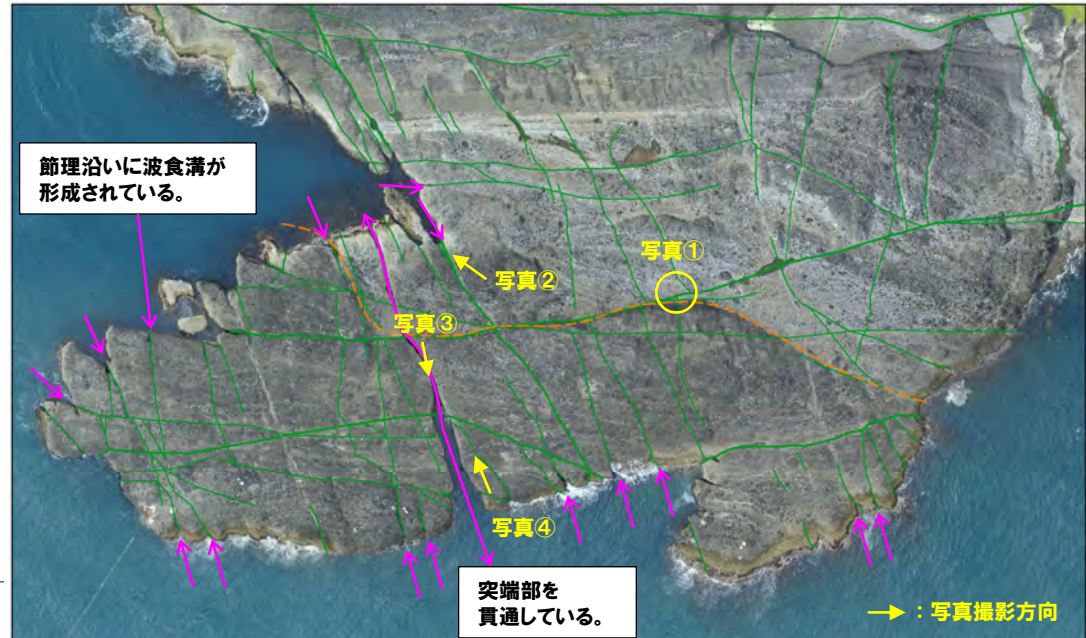 節理沿いに波食溝が
形成されている。
写真①
写真②
写真③
写真④
突端部を
貫通している。
→：写真撮影方向